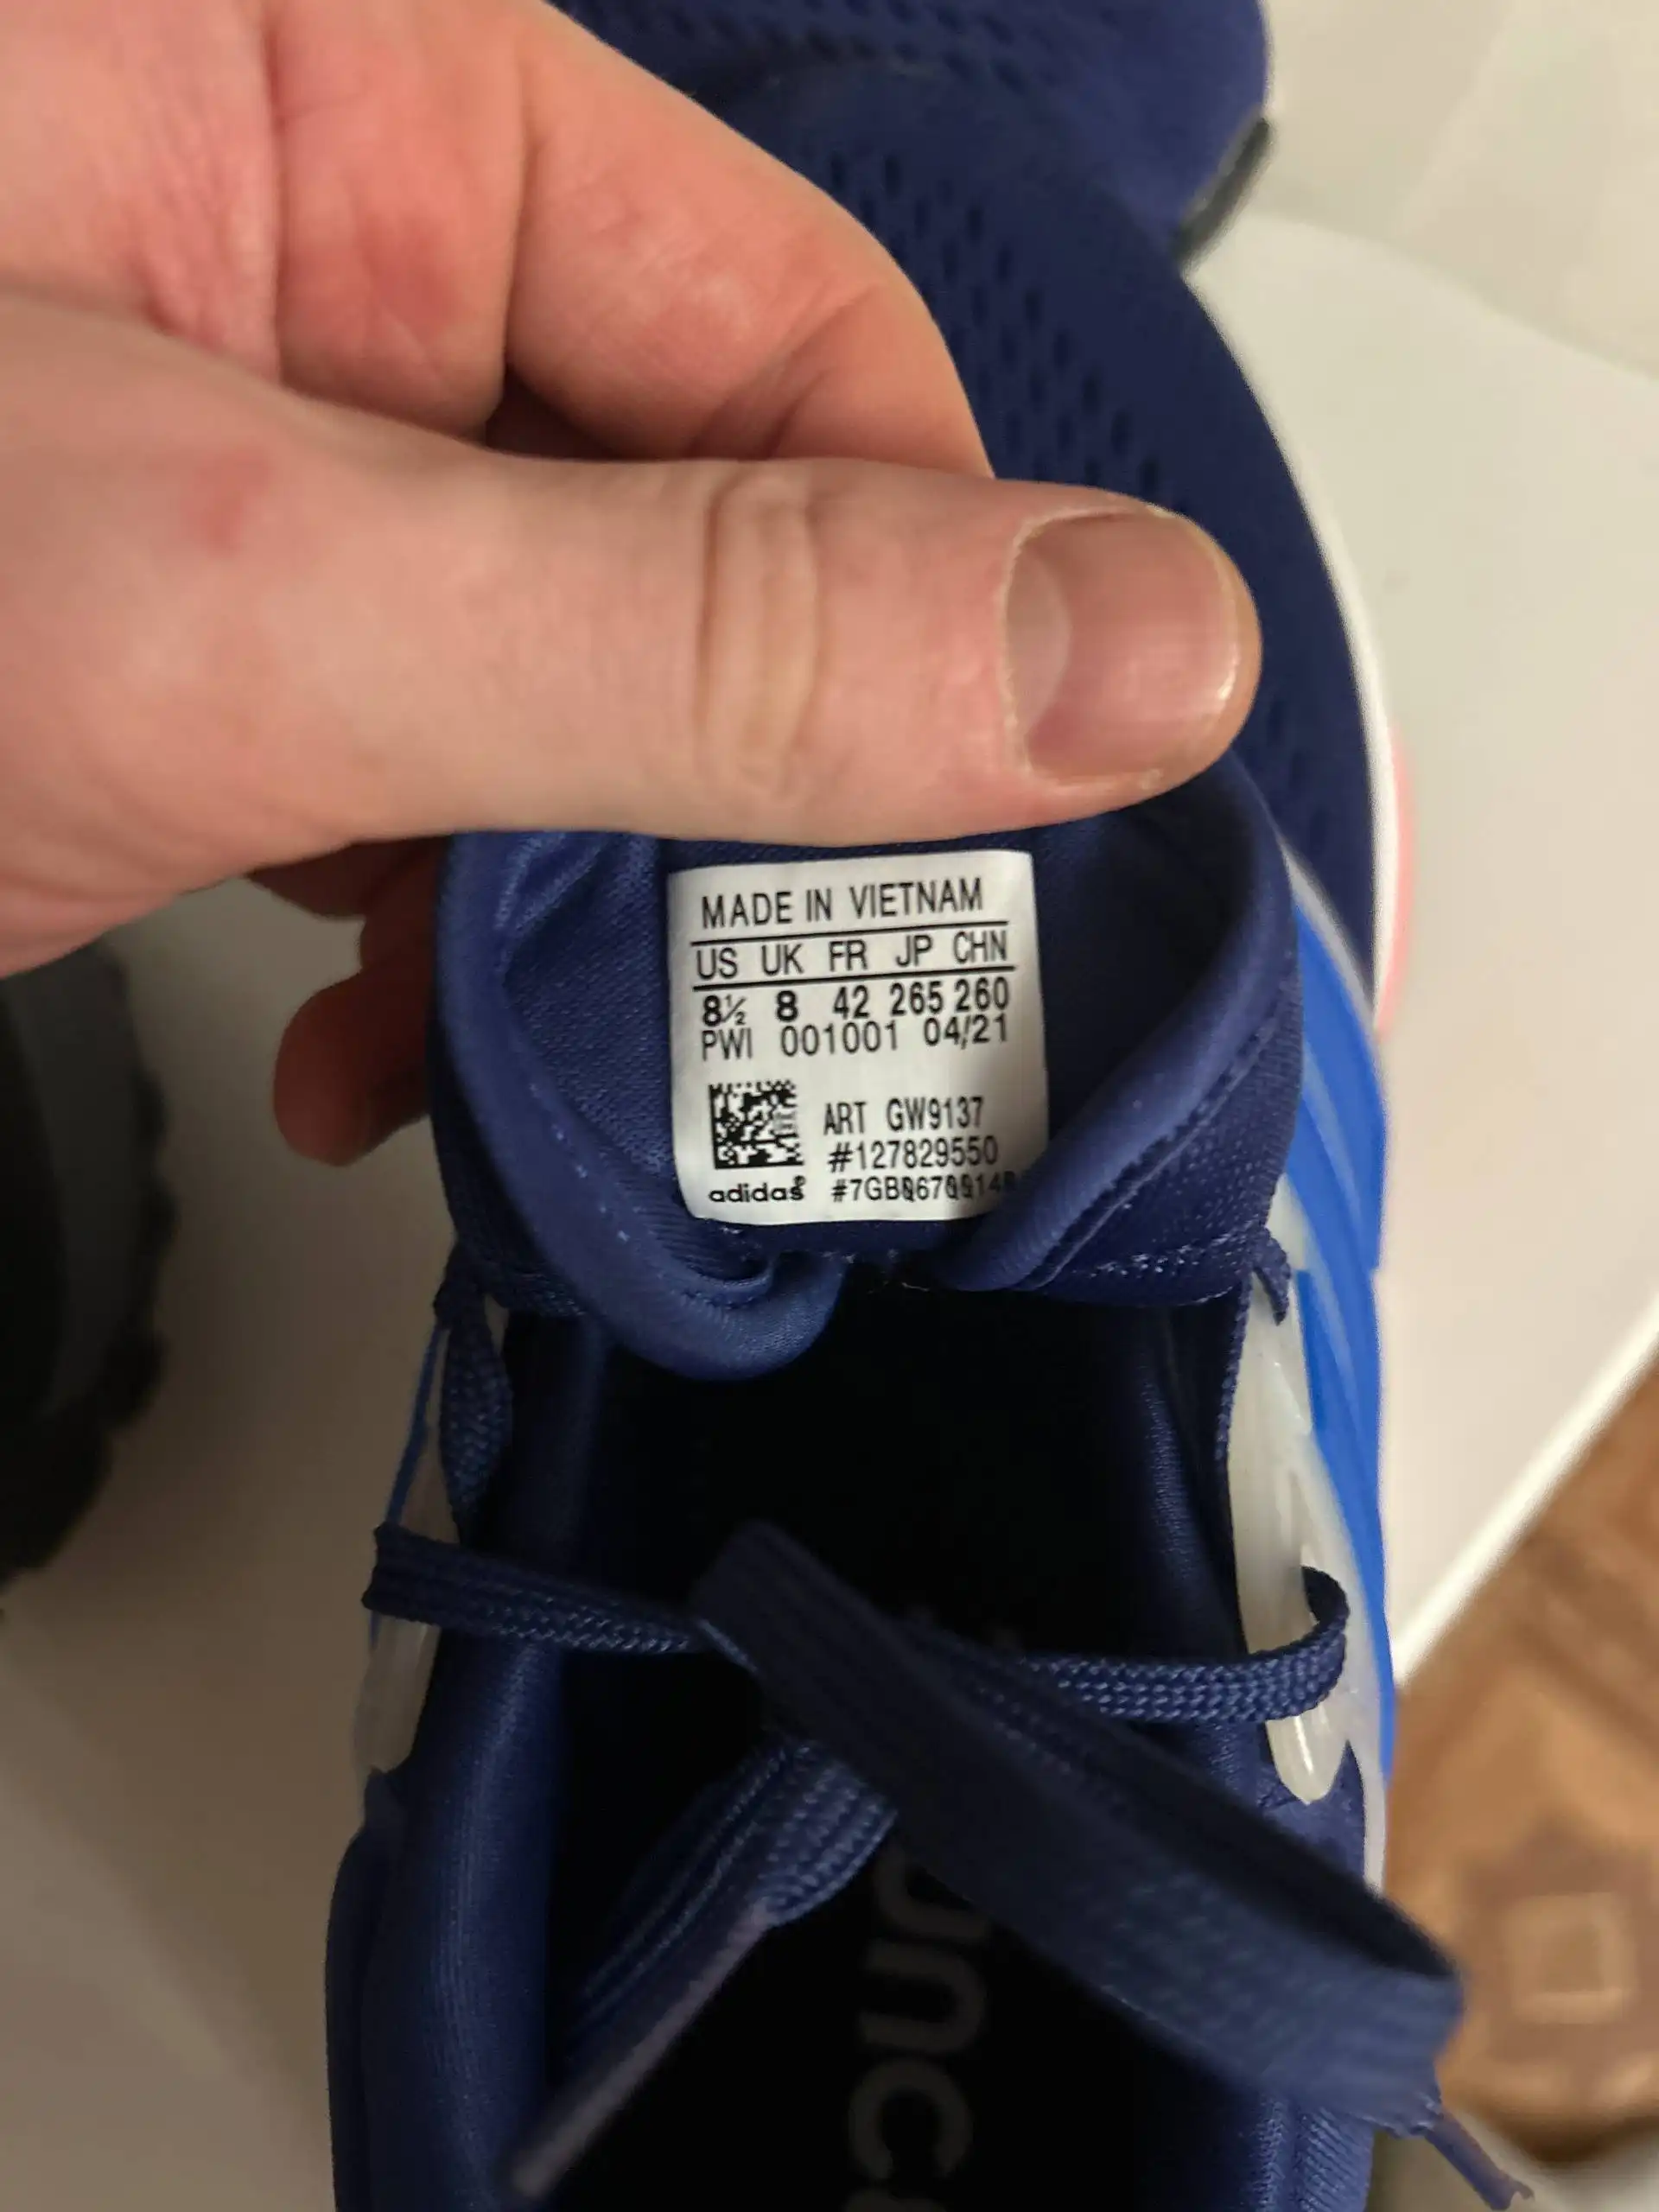 MADE IN VIETNAM
US UK FR JP CHN
8½ 8 42 265 260
PWI 001001 04/21
ART GW9137
#127829550
adidas